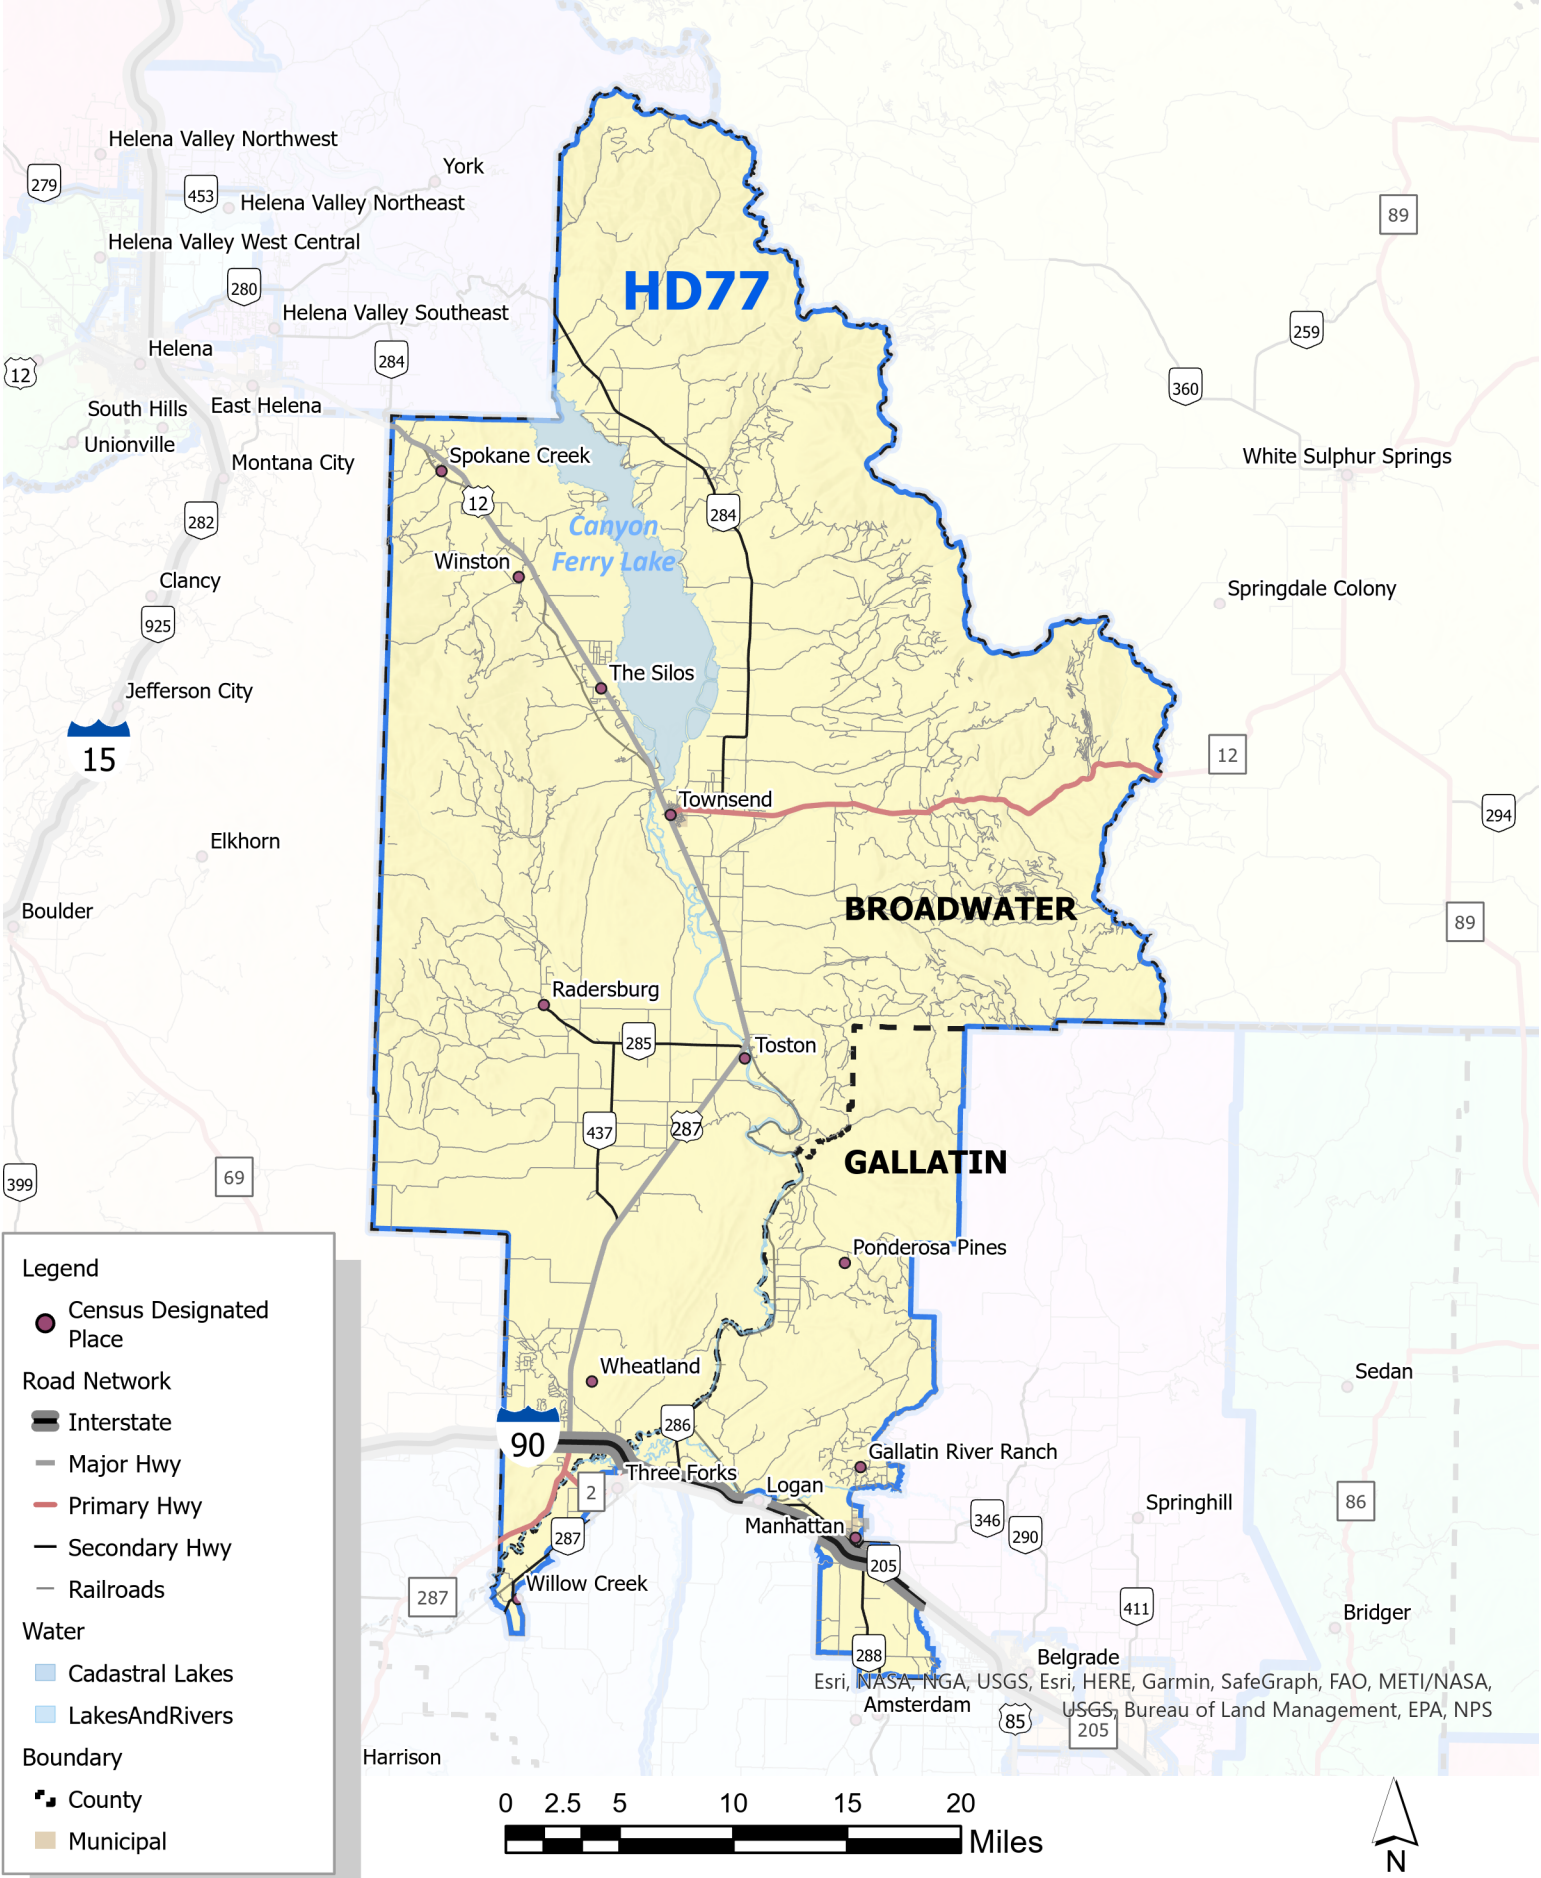 Helena Valley Northwest
York
279
453
Helena Valley Northeast
89
Helena Valley West Central
280
HD77
Helena Valley Southeast
259
Helena
284
12
360
South Hills
East Helena
Unionville
Montana City
Spokane Creek
White Sulphur Springs
12
282
284
Canyon
Ferry Lake
Winston
Clancy
Springdale Colony
925
The Silos
Jefferson City
15
12
Townsend
294
Elkhorn
Boulder
BROADWATER
89
Radersburg
285
Toston
437
287
GALLATIN
69
399
Ponderosa Pines
Wheatland
Sedan
286
90
Gallatin River Ranch
Three Forks
Logan
2
Springhill
86
Manhattan
346
290
287
205
Willow Creek
287
411
Bridger
288
Belgrade
Esri, NASA, NGA, USGS, Esri, HERE, Garmin, SafeGraph, FAO, METI/NASA,
USGS, Bureau of Land Management, EPA, NPS
Amsterdam
85
205
Harrison
Legend
Census Designated
Place
Road Network
Interstate
Major Hwy
Primary Hwy
Secondary Hwy
Railroads
Water
Cadastral Lakes
LakesAndRivers
Boundary
County
Municipal
0 2.5 5 10 15 20
Miles
N